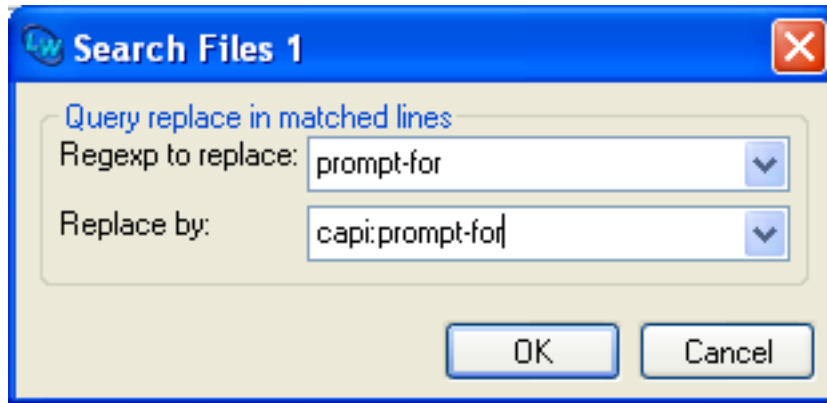 LW Search Files 1
Query replace in matched lines
Regexp to replace: prompt-for
Replace by: capi:prompt-for
OK Cancel